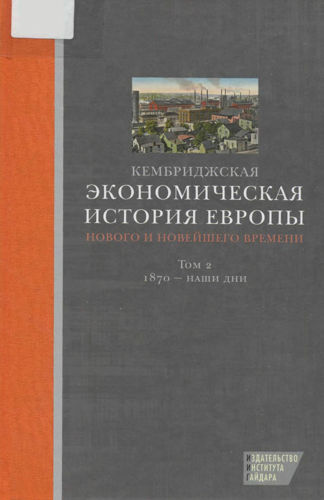 КЕМБРИДЖСКАЯ
ЭКОНОМИЧЕСКАЯ
ИСТОРИЯ ЕВРОПЫ
НОВОГО И НОВЕЙШЕГО ВРЕМЕНИ
ТОМ 2
1870 — НАШИ ДНИ
ИЗДАТЕЛЬСТВО
ИНСТИТУТА
ГАЙДАРА